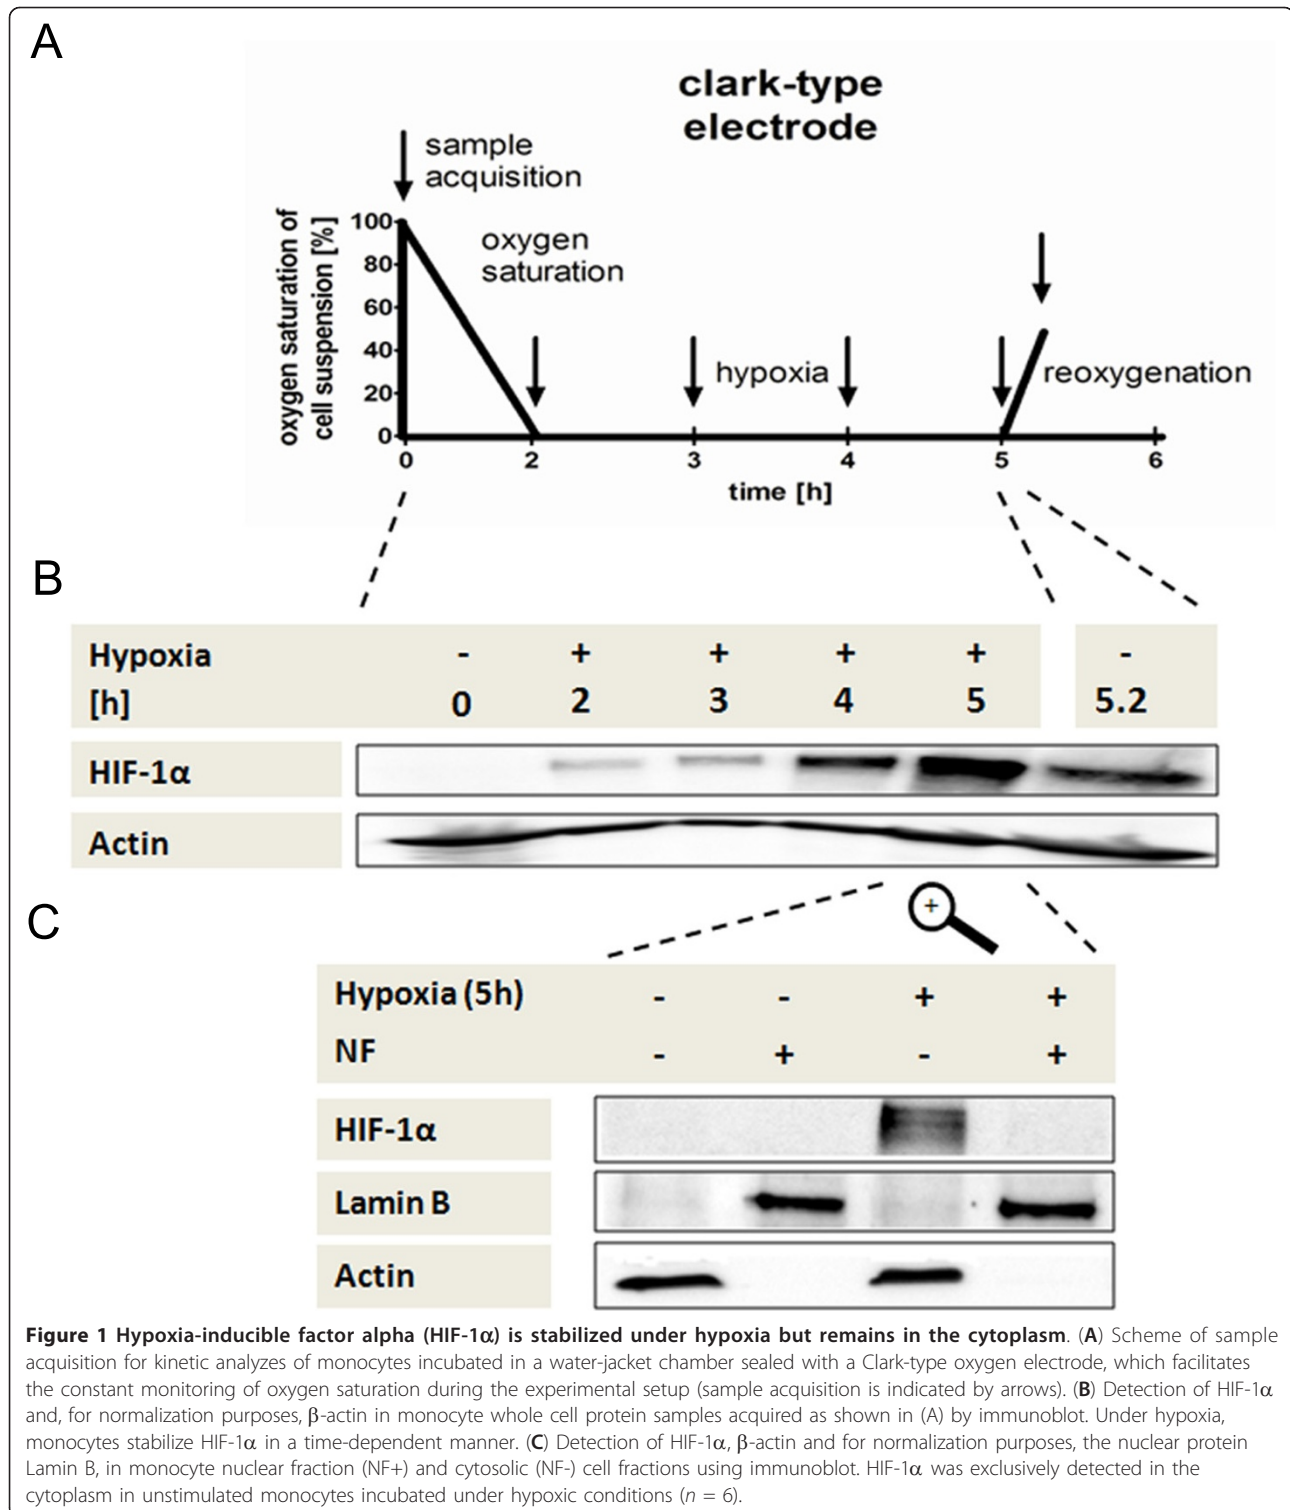 A
clark-type
electrode
sample
acquisition
oxygen saturation of
cell suspension [%]
100
80
60
40
20
0
oxygen
saturation
hypoxia
reoxygenation
0 2 3 4 5 6
time [h]
B
Hypoxia - + + + + -
[h] 0 2 3 4 5 5.2
HIF-1α
Actin
C
+
Hypoxia (5h) - - + +
NF - + - +
HIF-1α
Lamin B
Actin
Figure 1 Hypoxia-inducible factor alpha (HIF-1α) is stabilized under hypoxia but remains in the cytoplasm. (A) Scheme of sample
acquisition for kinetic analyzes of monocytes incubated in a water-jacket chamber sealed with a Clark-type oxygen electrode, which facilitates
the constant monitoring of oxygen saturation during the experimental setup (sample acquisition is indicated by arrows). (B) Detection of HIF-1α
and, for normalization purposes, β-actin in monocyte whole cell protein samples acquired as shown in (A) by immunoblot. Under hypoxia,
monocytes stabilize HIF-1α in a time-dependent manner. (C) Detection of HIF-1α, β-actin and for normalization purposes, the nuclear protein
Lamin B, in monocyte nuclear fraction (NF+) and cytosolic (NF-) cell fractions using immunoblot. HIF-1α was exclusively detected in the
cytoplasm in unstimulated monocytes incubated under hypoxic conditions (n = 6).